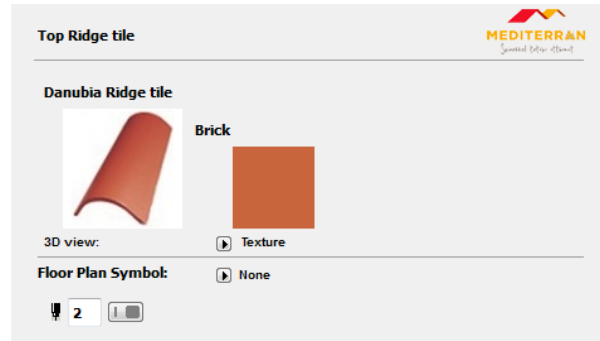 Top Ridge tile
MEDITERRAN
Danubia Ridge tile
Brick
3D view:
Texture
Floor Plan Symbol:
None
2